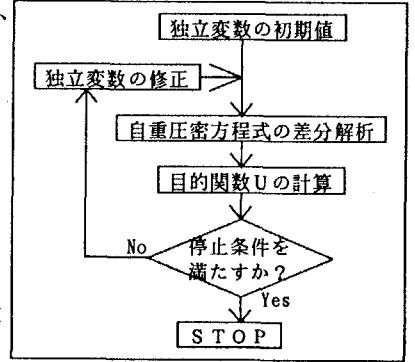 独立変数の初期値
独立変数の修正
自重圧密方程式の差分解析
目的関数Uの計算
停止条件を
満たすか？
No
Yes
ＳＴＯＰ